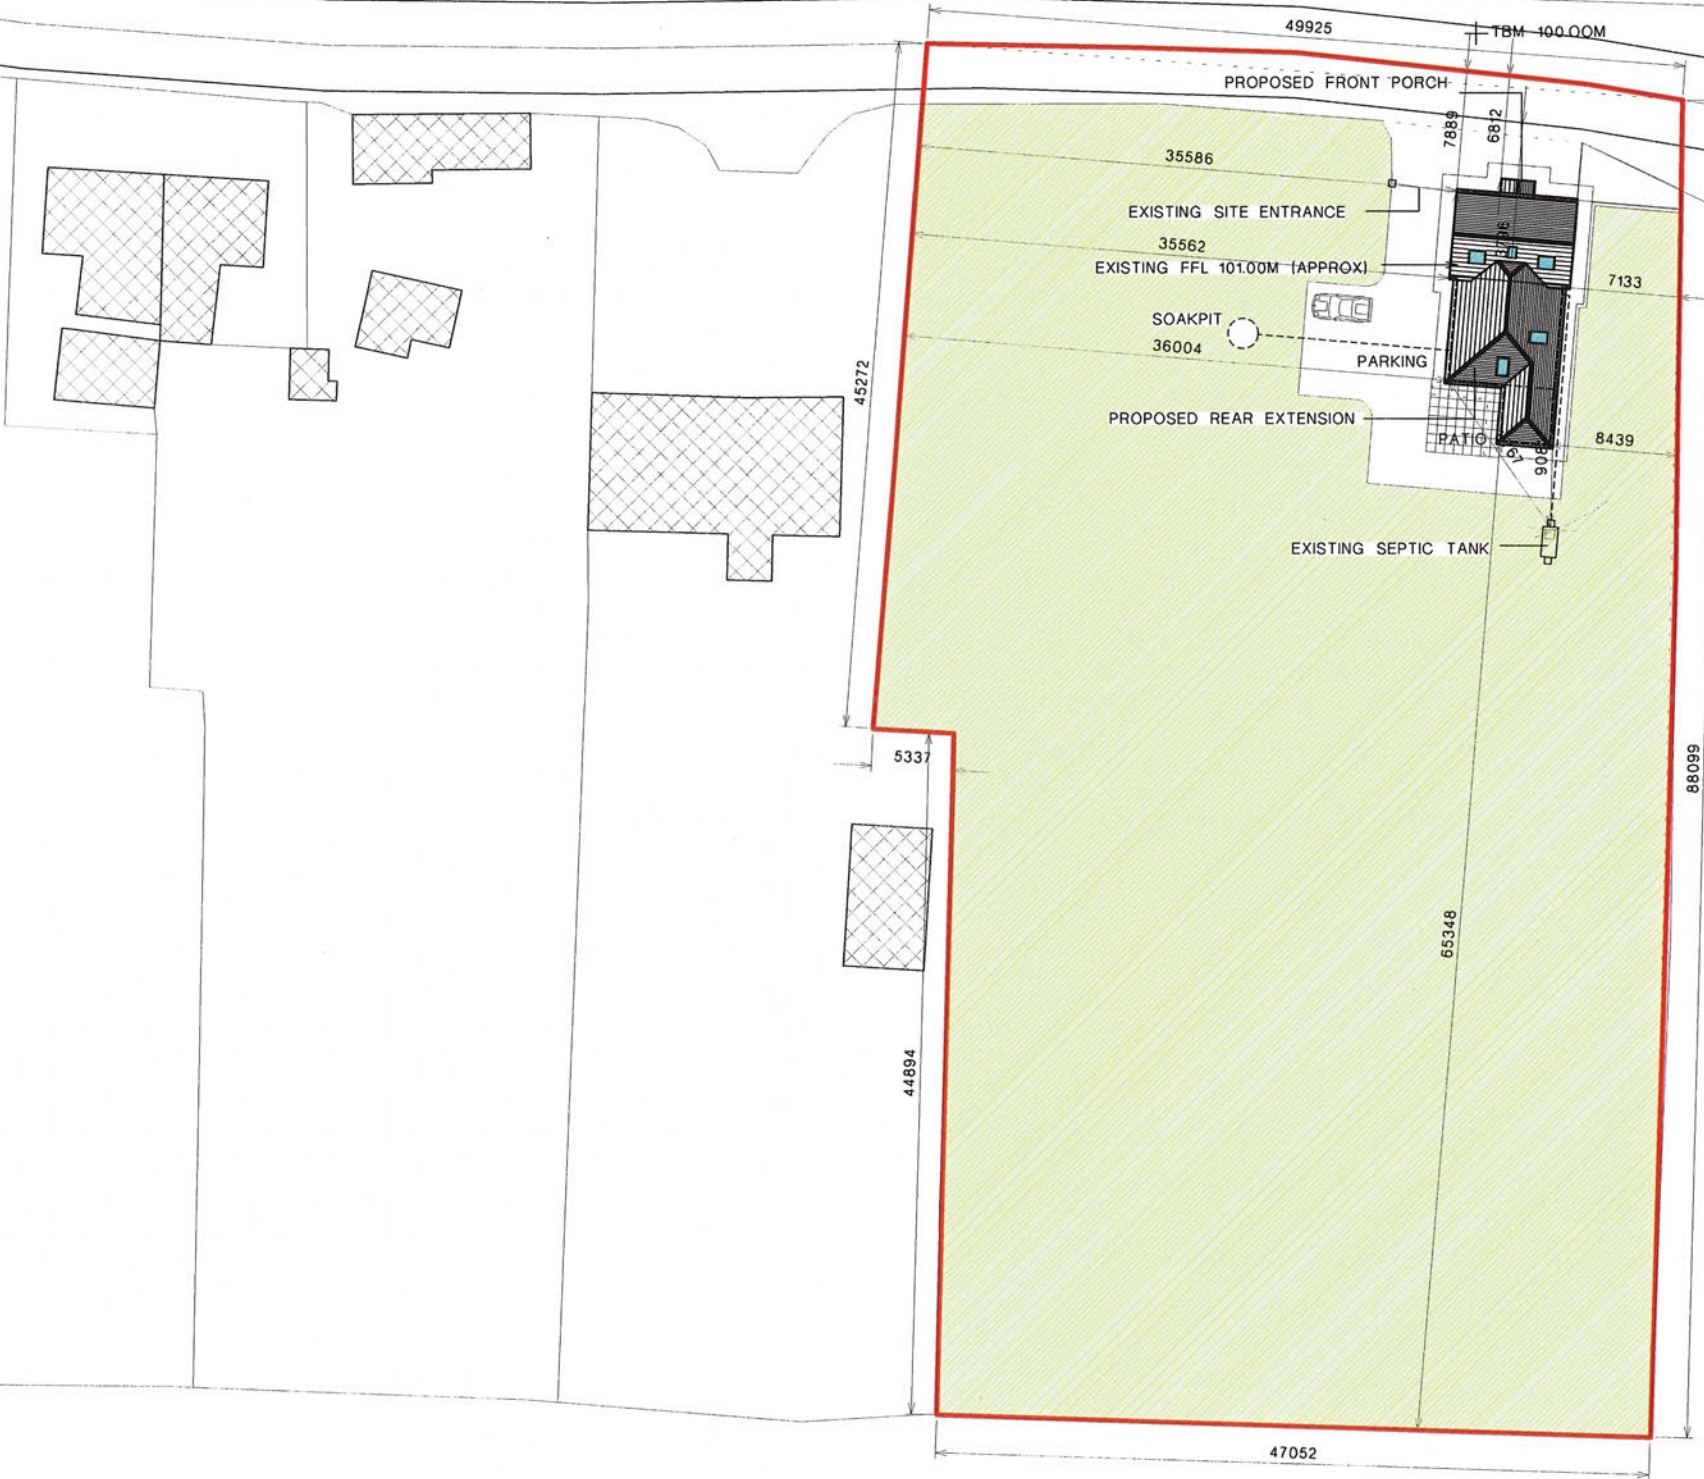 49925
TBM 100.00M
PROPOSED FRONT PORCH
7889
6812
35586
EXISTING SITE ENTRANCE
35562
EXISTING FFL 101.00M (APPROX)
7133
SOAKPIT
36004
PARKING
45272
PROPOSED REAR EXTENSION
PATIO
8439
EXISTING SEPTIC TANK
5337
88099
65348
44894
47052